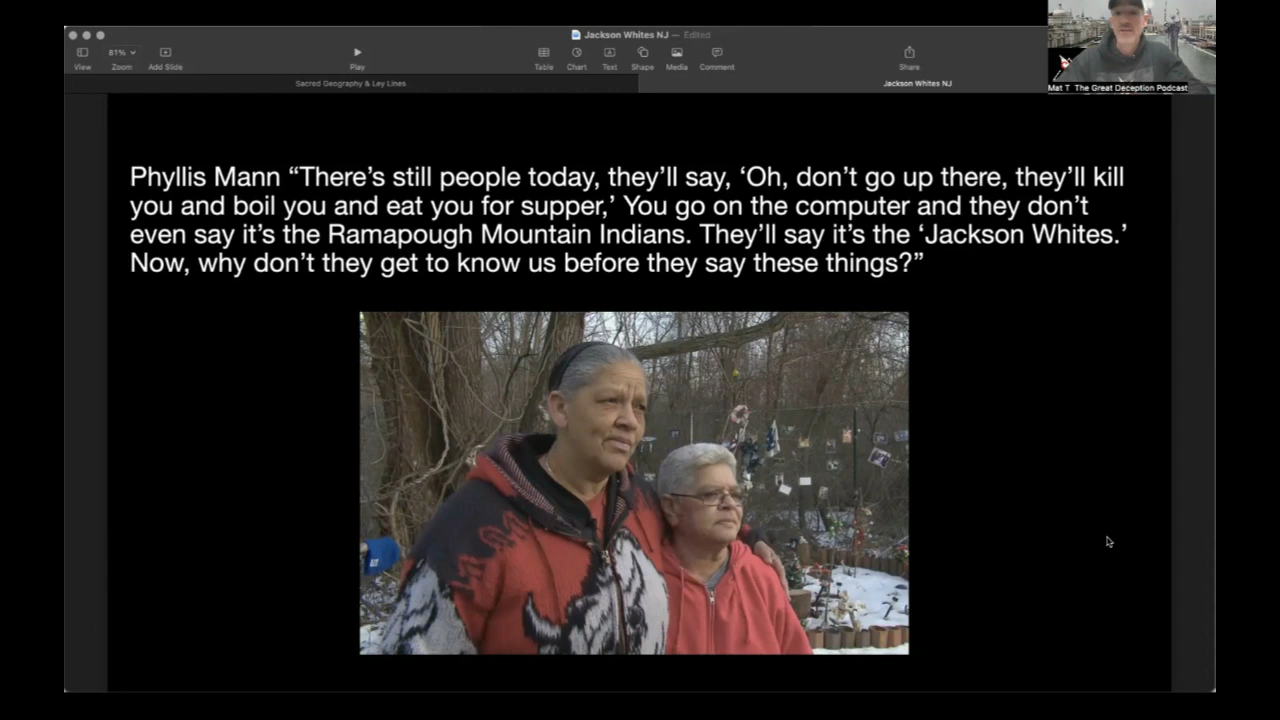 Jackson Whites NJ — Edited
81%
View Zoom Add Slide Play Table Chart Text Shape Media Comment Share
Sacred Geography & Ley Lines Jackson Whites NJ
Mat T The Great Deception Podcast
Phyllis Mann “There’s still people today, they’ll say, ‘Oh, don’t go up there, they’ll kill
you and boil you and eat you for supper,’ You go on the computer and they don’t
even say it’s the Ramapough Mountain Indians. They’ll say it’s the ‘Jackson Whites.’
Now, why don’t they get to know us before they say these things?”